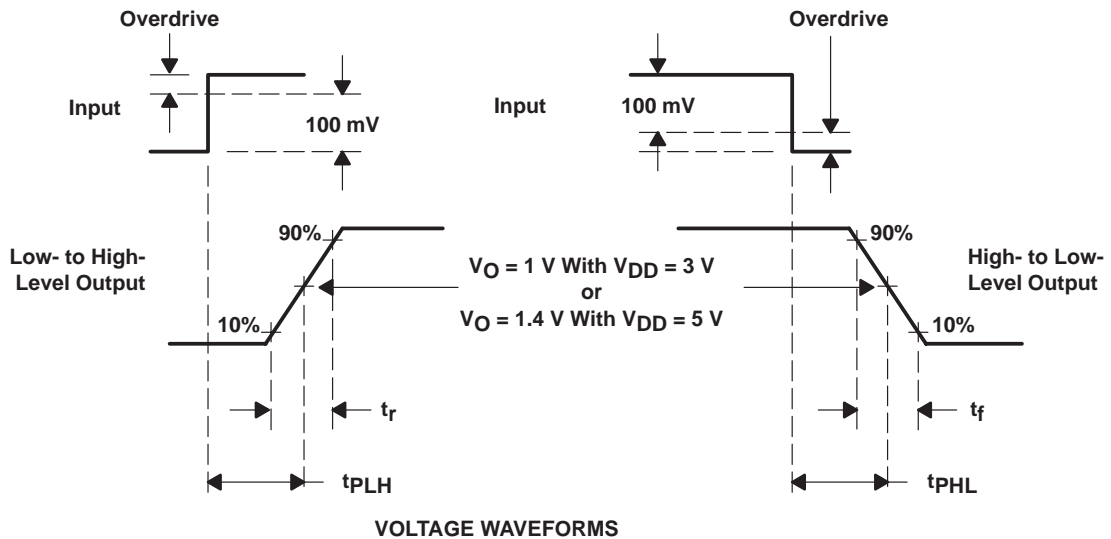 Overdrive
Overdrive
Input
100 mV
Input
100 mV
Low- to High-
Level Output
90%
10%
VO = 1 V With VDD = 3 V
or
VO = 1.4 V With VDD = 5 V
90%
10%
High- to Low-
Level Output
tr
tf
tPLH
tPHL
VOLTAGE WAVEFORMS